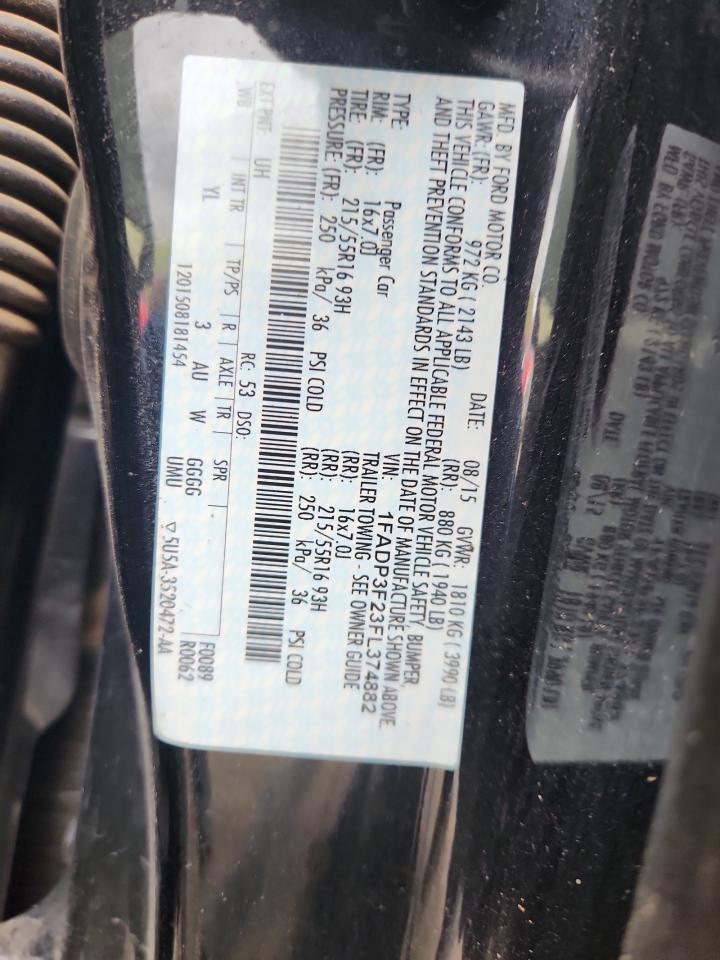 MFD. BY FORD MOTOR CO.
DATE: 08/15 GVWR: 1810 KG ( 3990 LB)
GAWR: (FR): 972 KG ( 2143 LB) (RR): 880 KG ( 1940 LB)
THIS VEHICLE CONFORMS TO ALL APPLICABLE FEDERAL MOTOR VEHICLE SAFETY, BUMPER,
AND THEFT PREVENTION STANDARDS IN EFFECT ON THE DATE OF MANUFACTURE SHOWN ABOVE.
VIN: 1FADP3F23FL374882
TYPE: Passenger Car TRAILER TOWING - SEE OWNER GUIDE
RIM: (FR): 16x7.0J (RR): 16x7.0J
TIRE: (FR): 215/55R16 93H (RR): 215/55R16 93H
PRESSURE: (FR): 250 kPa/ 36 PSI COLD (RR): 250 kPa/ 36 PSI COLD
EXT PNT: UH RC: 53 DSO:
WB INT TR TP/PS R AXLE TR SPR
YL 3 AU W GGGG F0089
UMU R0062
1201508181454 ▽5U5A-3520472-AA